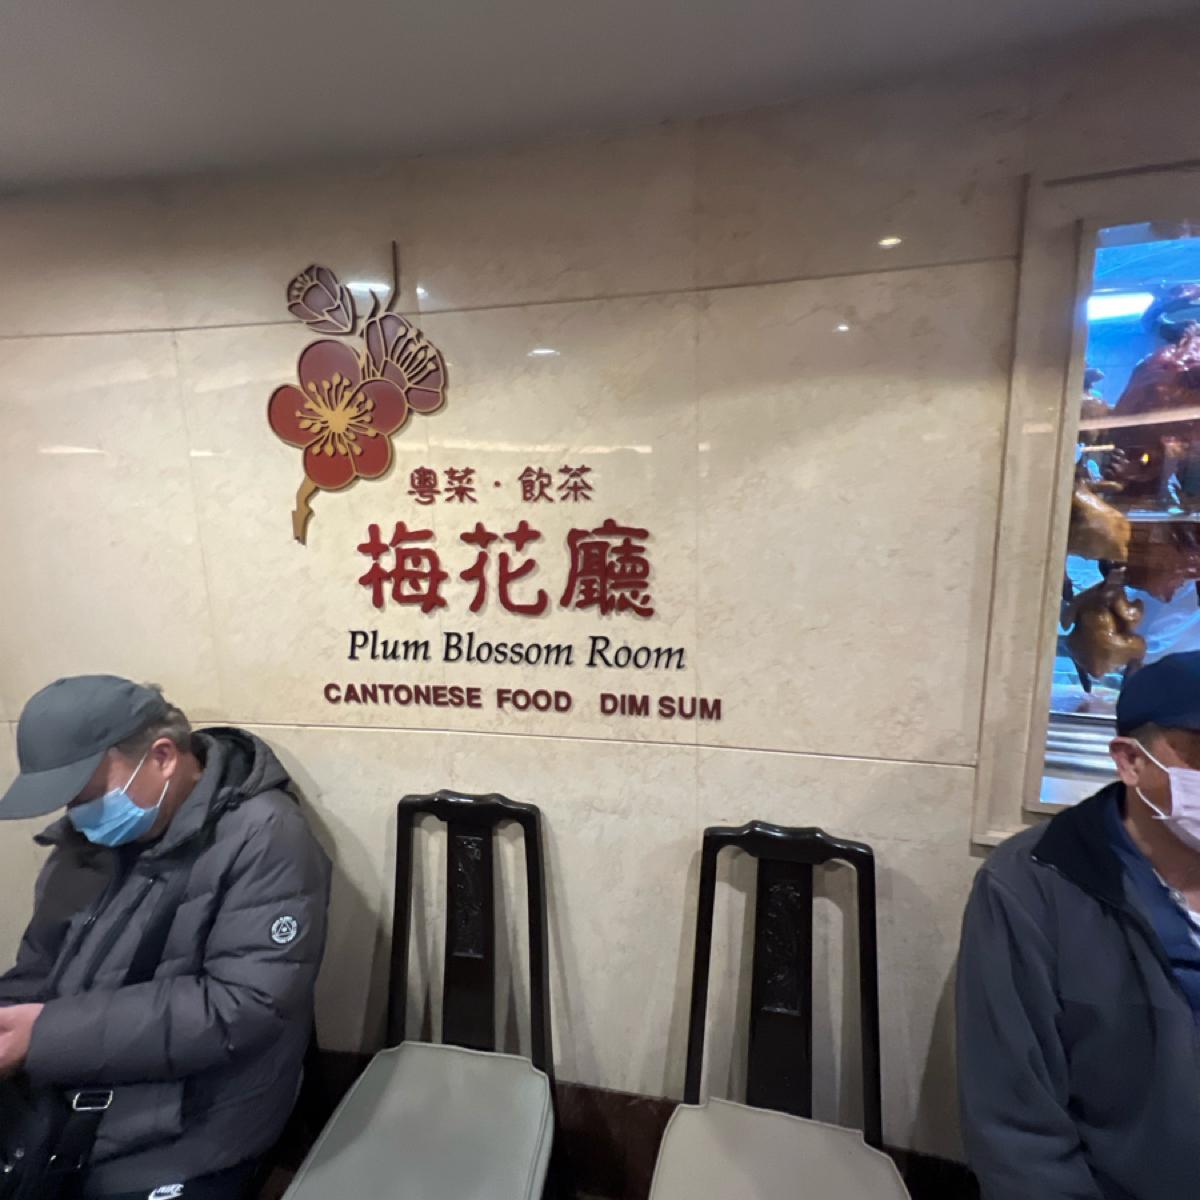 粵菜·飲茶
梅花廳
Plum Blossom Room
CANTONESE FOOD DIM SUM